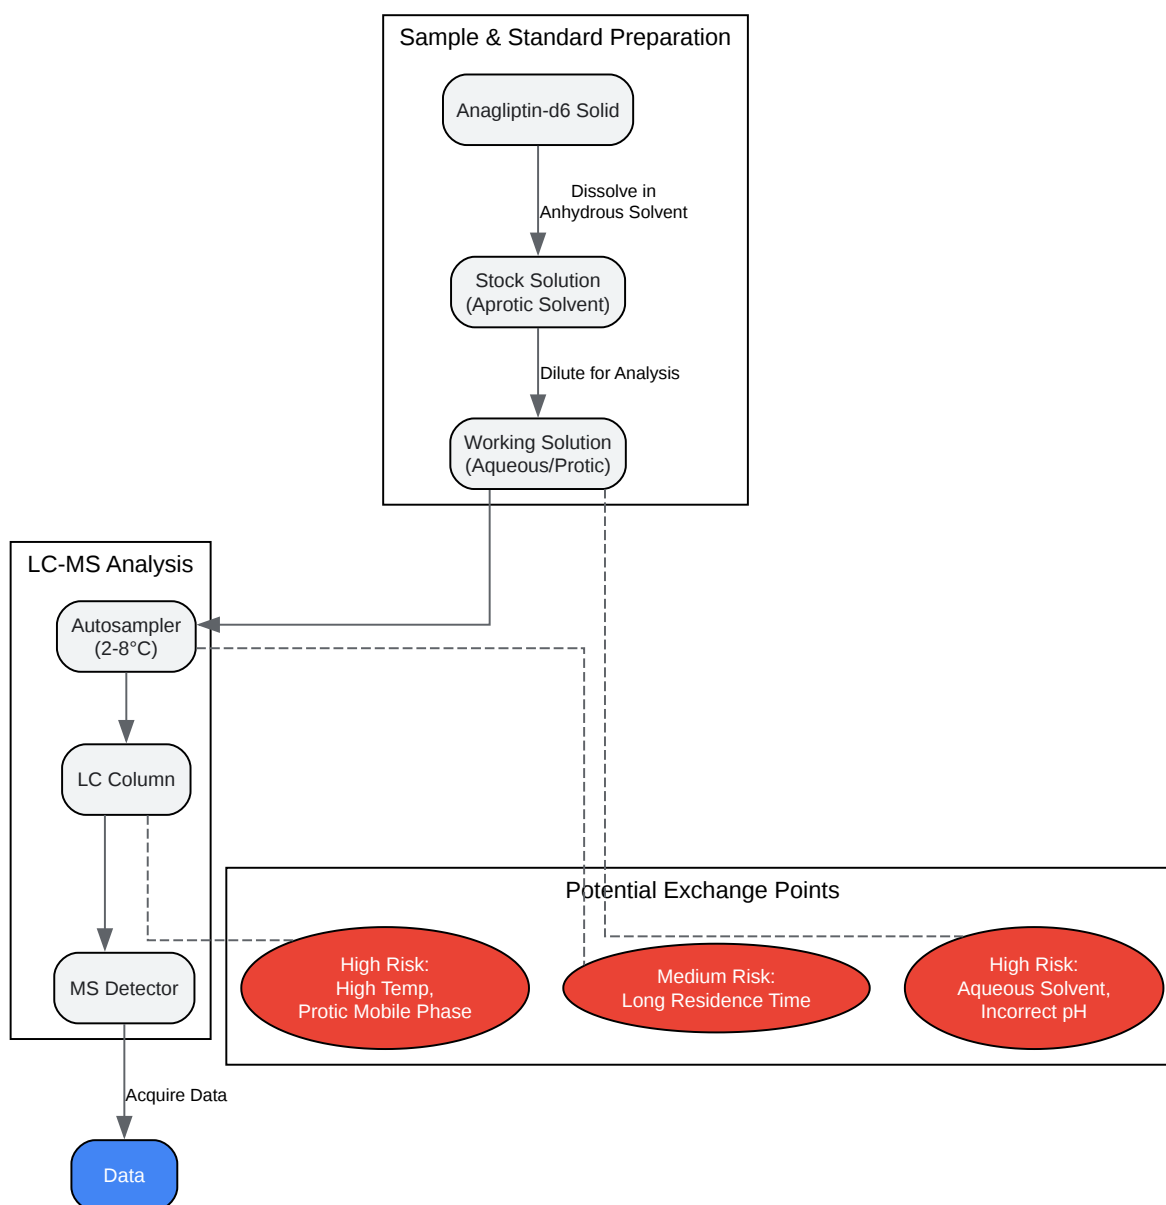 Sample & Standard Preparation
Anagliptin-d6 Solid
Dissolve in
Anhydrous Solvent
Stock Solution
(Aprotic Solvent)
Dilute for Analysis
Working Solution
(Aqueous/Protic)
LC-MS Analysis
Autosampler
(2-8°C)
LC Column
MS Detector
Potential Exchange Points
High Risk:
High Temp,
Protic Mobile Phase
Medium Risk:
Long Residence Time
High Risk:
Aqueous Solvent,
Incorrect pH
Acquire Data
Data